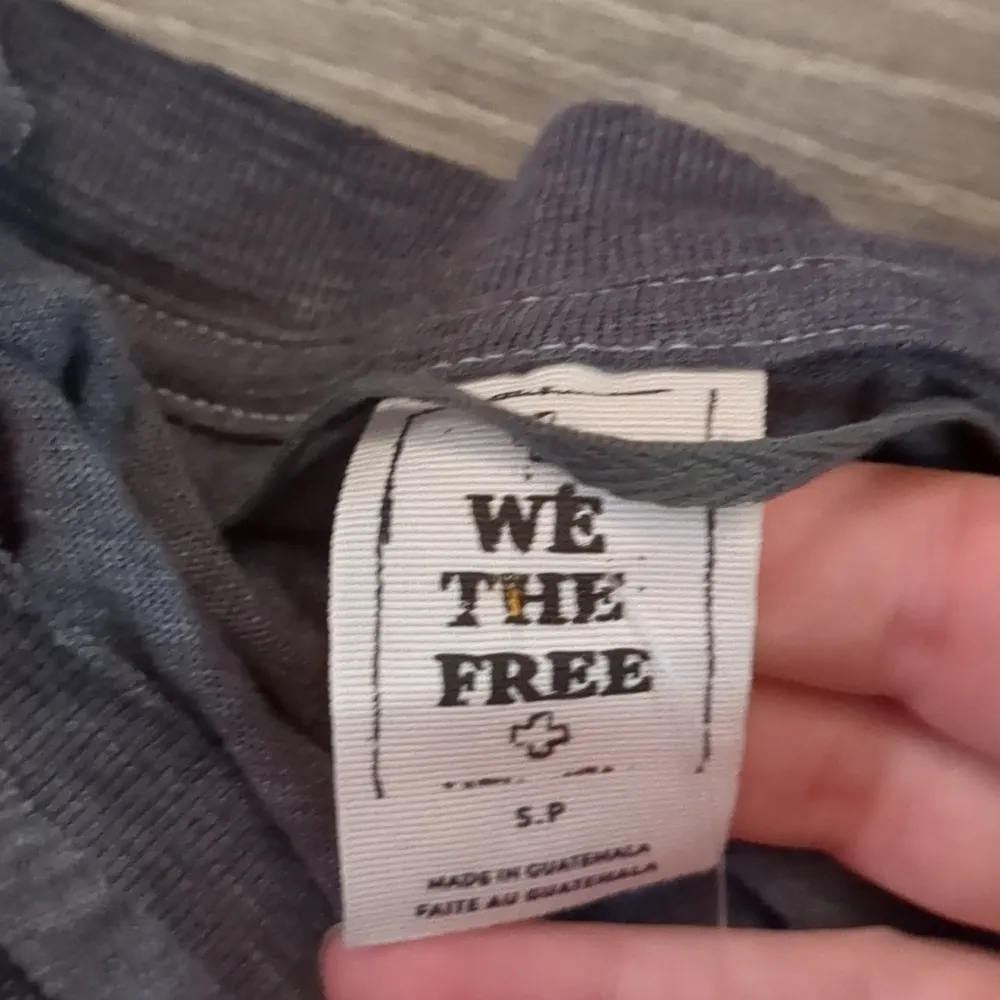 WE
THE
FREE
S.P
MADE IN GUATEMALA
FAITE AU GUATEMALA